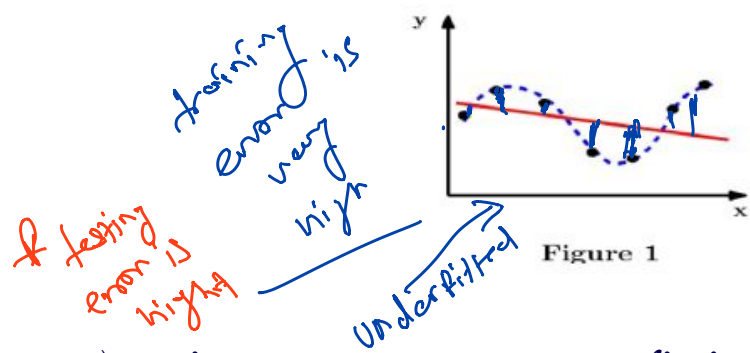 training
error is
very
high
& testing
error is
high
underfitted
y
x
Figure 1